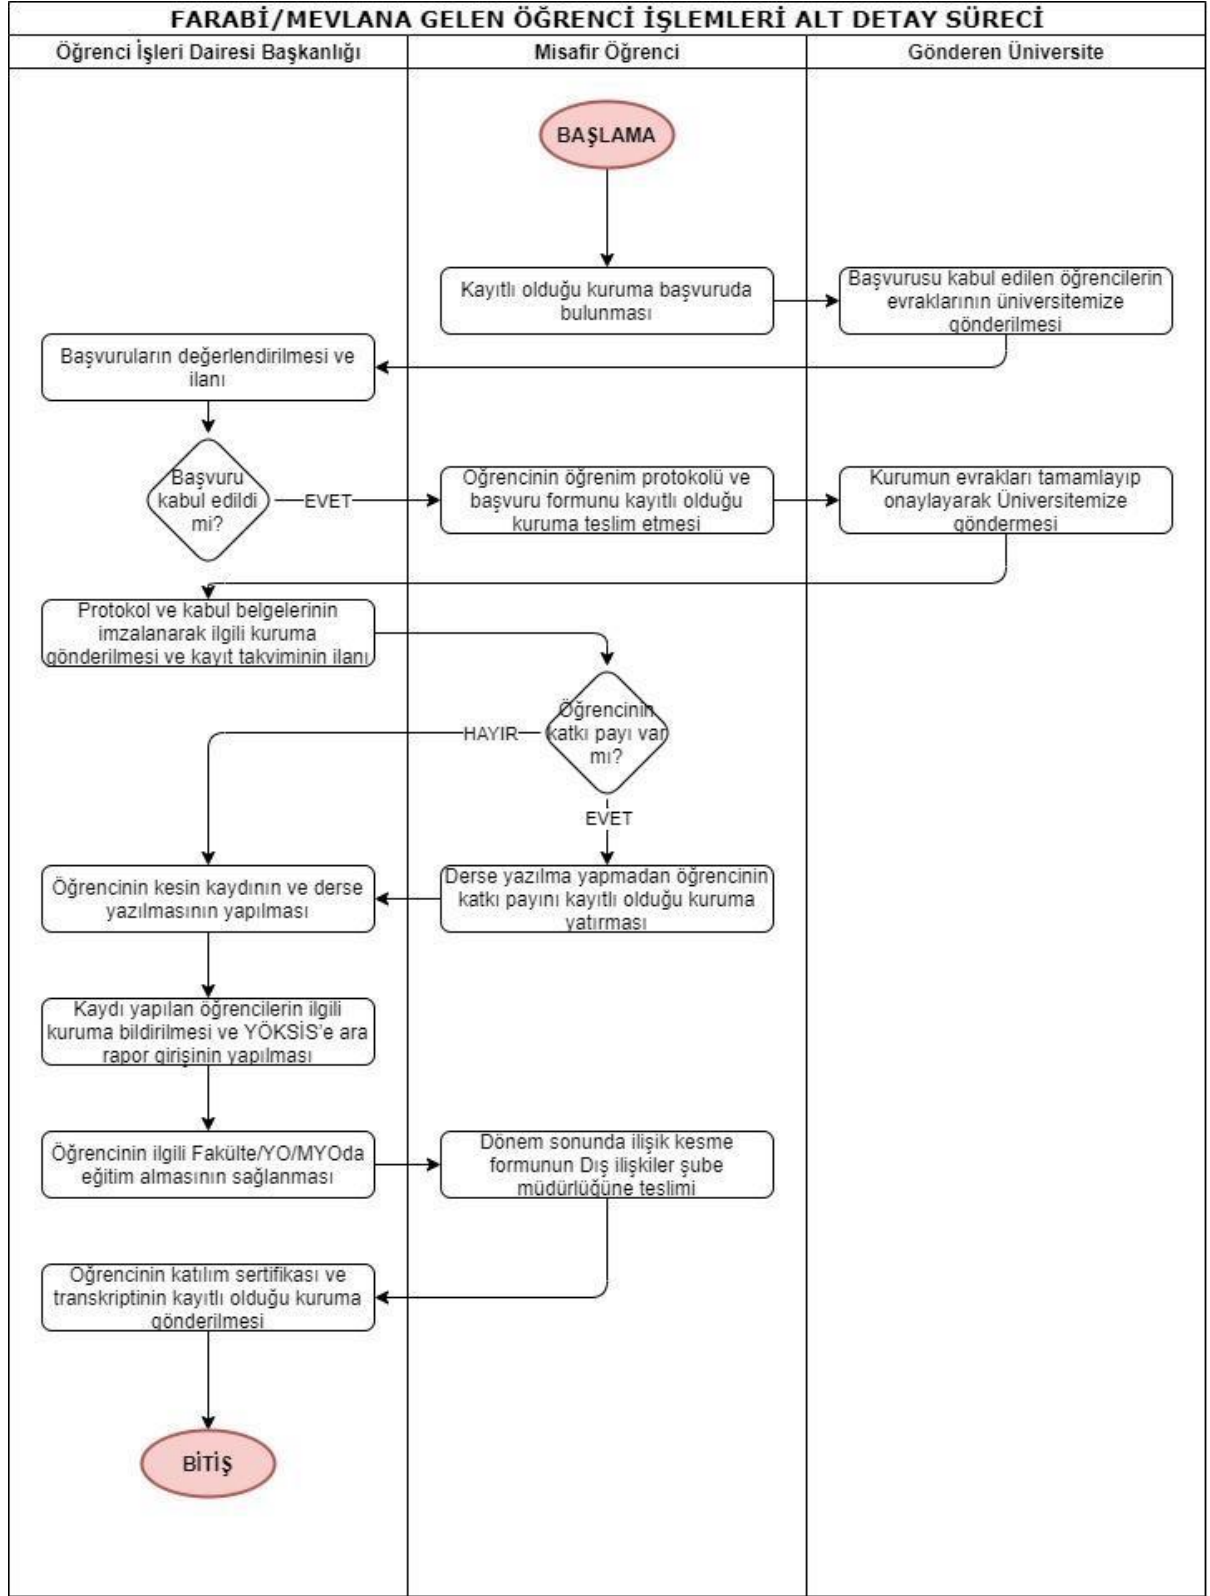 FARABİ/MEVLANA GELEN ÖĞRENCİ İŞLEMLERİ ALT DETAY SÜRECİ
Öğrenci İşleri Dairesi Başkanlığı
Misafir Öğrenci
Gönderen Üniversite
BAŞLAMA
Kayıtlı olduğu kuruma başvuruda
bulunması
Başvurusu kabul edilen öğrencilerin
evraklarının üniversitemize
gönderilmesi
Başvuruların değerlendirilmesi ve
ilanı
Başvuru
kabul edildi
mi?
EVET
Öğrencinin öğrenim protokolü ve
başvuru formunu kayıtlı olduğu
kuruma teslim etmesi
Kurumun evrakları tamamlayıp
onaylayarak Üniversitemize
göndermesi
Protokol ve kabul belgelerinin
imzalanarak ilgili kuruma
gönderilmesi ve kayıt takviminin ilanı
Öğrencinin
katkı payı var
mı?
HAYIR
EVET
Derse yazılma yapmadan öğrencinin
katkı payını kayıtlı olduğu kuruma
yatırması
Öğrencinin kesin kaydının ve derse
yazılmasının yapılması
Kaydı yapılan öğrencilerin ilgili
kuruma bildirilmesi ve YÖKSİS'e ara
rapor girişinin yapılması
Öğrencinin ilgili Fakülte/YO/MYOda
eğitim almasının sağlanması
Dönem sonunda ilişik kesme
formunun Dış ilişkiler şube
müdürlüğüne teslimi
Öğrencinin katılım sertifikası ve
transkriptinin kayıtlı olduğu kuruma
gönderilmesi
BİTİŞ